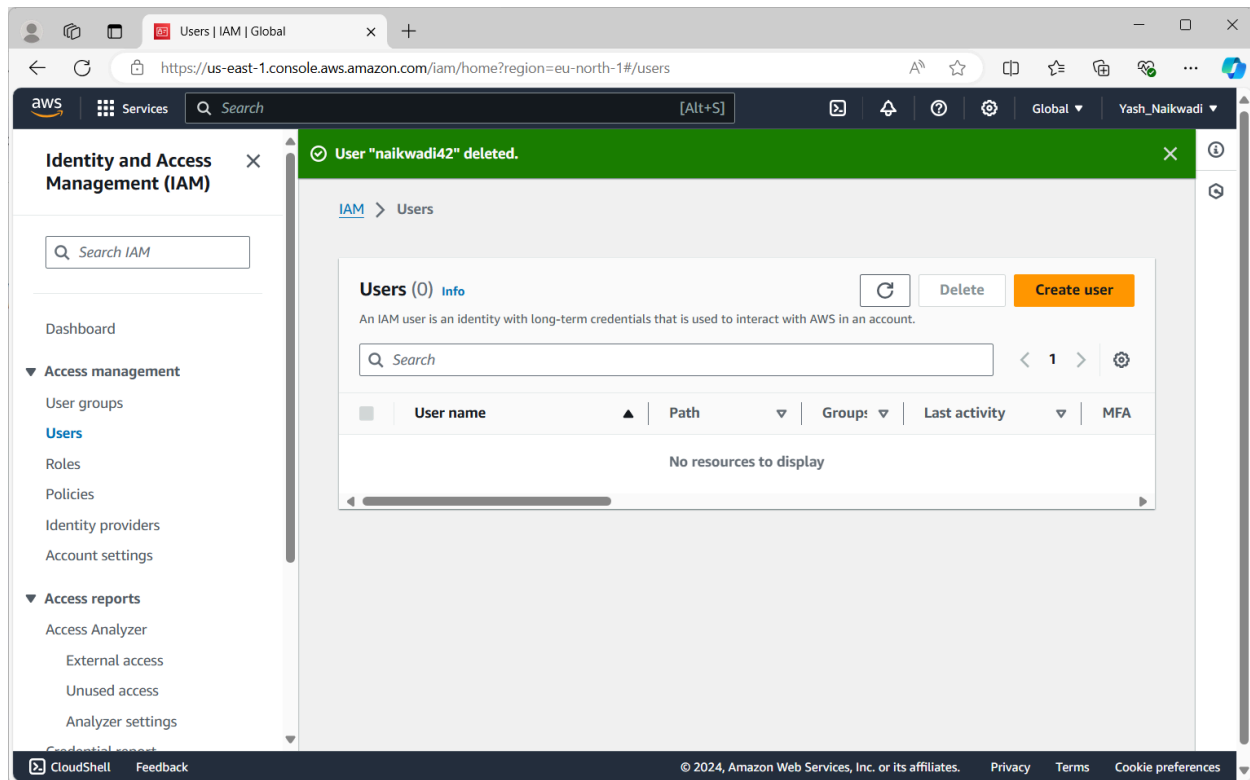 Users | IAM | Global
https://us-east-1.console.aws.amazon.com/iam/home?region=eu-north-1#/users
aws
Services
Search
[Alt+S]
Global
Yash_Naikwadi
Identity and Access
Management (IAM)
Search IAM
Dashboard
Access management
User groups
Users
Roles
Policies
Identity providers
Account settings
Access reports
Access Analyzer
External access
Unused access
Analyzer settings
Credential report
User "naikwadi42" deleted.
IAM > Users
Users (0) Info
Delete
Create user
An IAM user is an identity with long-term credentials that is used to interact with AWS in an account.
Search
1
User name
Path
Groups
Last activity
MFA
No resources to display
CloudShell
Feedback
© 2024, Amazon Web Services, Inc. or its affiliates.
Privacy
Terms
Cookie preferences